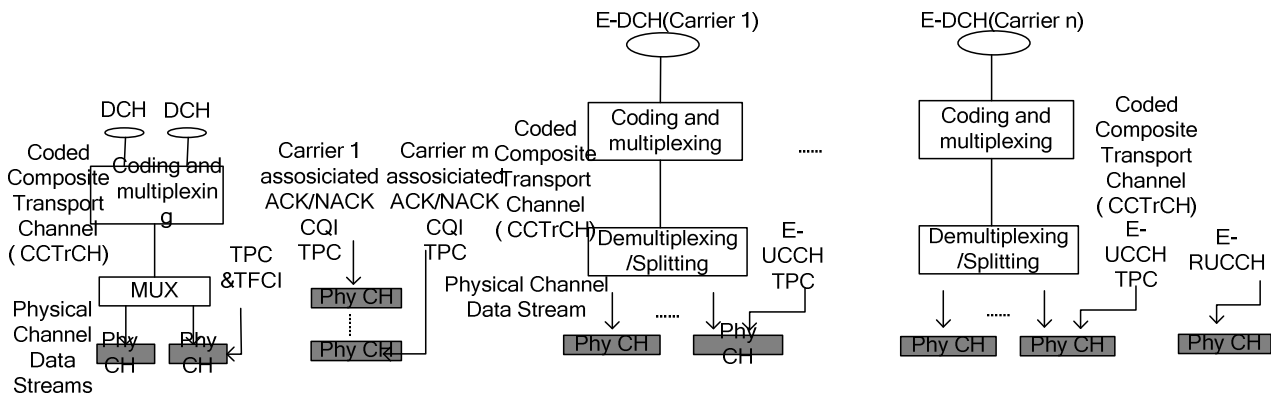 E-DCH(Carrier 1)
E-DCH(Carrier n)
DCH
DCH
Coded
Composite
Transport
Channel
( CCTrCH)
Coding and
multiplexin
g
MUX
TPC
&TFCI
Physical
Channel
Data
Streams
Phy
CH
Phy
CH
Carrier 1
assosiciated
ACK/NACK
CQI
TPC
Carrier m
assosiciated
ACK/NACK
CQI
TPC
Phy CH
......
Phy CH
Coded
Composite
Transport
Channel
( CCTrCH)
Coding and
multiplexing
Demultiplexing
/Splitting
E-
UCCH
TPC
Physical Channel
Data Stream
......
Phy CH
Phy
CH
......
Coding and
multiplexing
Demultiplexing
/Splitting
Coded
Composite
Transport
Channel
( CCTrCH)
E-
UCCH
TPC
......
Phy CH
Phy CH
E-
RUCCH
Phy CH